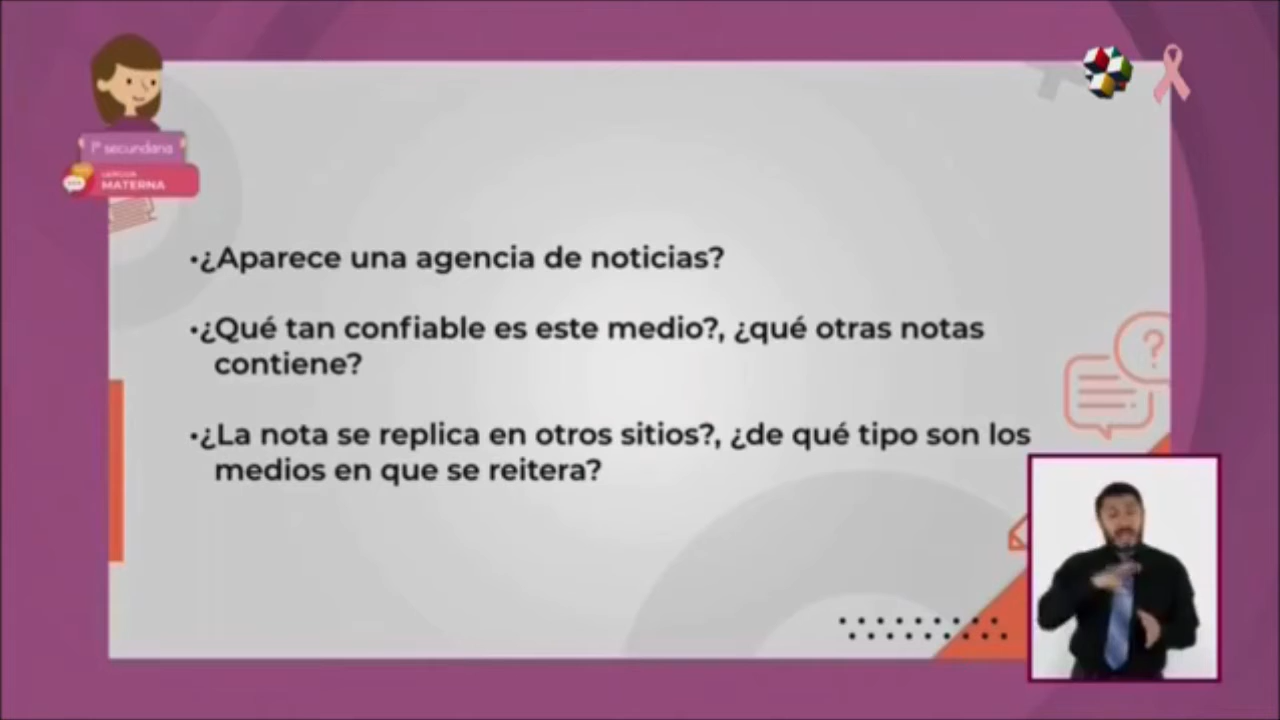 1° secundaria
LENGUA
MATERNA
•¿Aparece una agencia de noticias?
•¿Qué tan confiable es este medio?, ¿qué otras notas
contiene?
•¿La nota se replica en otros sitios?, ¿de qué tipo son los
medios en que se reitera?